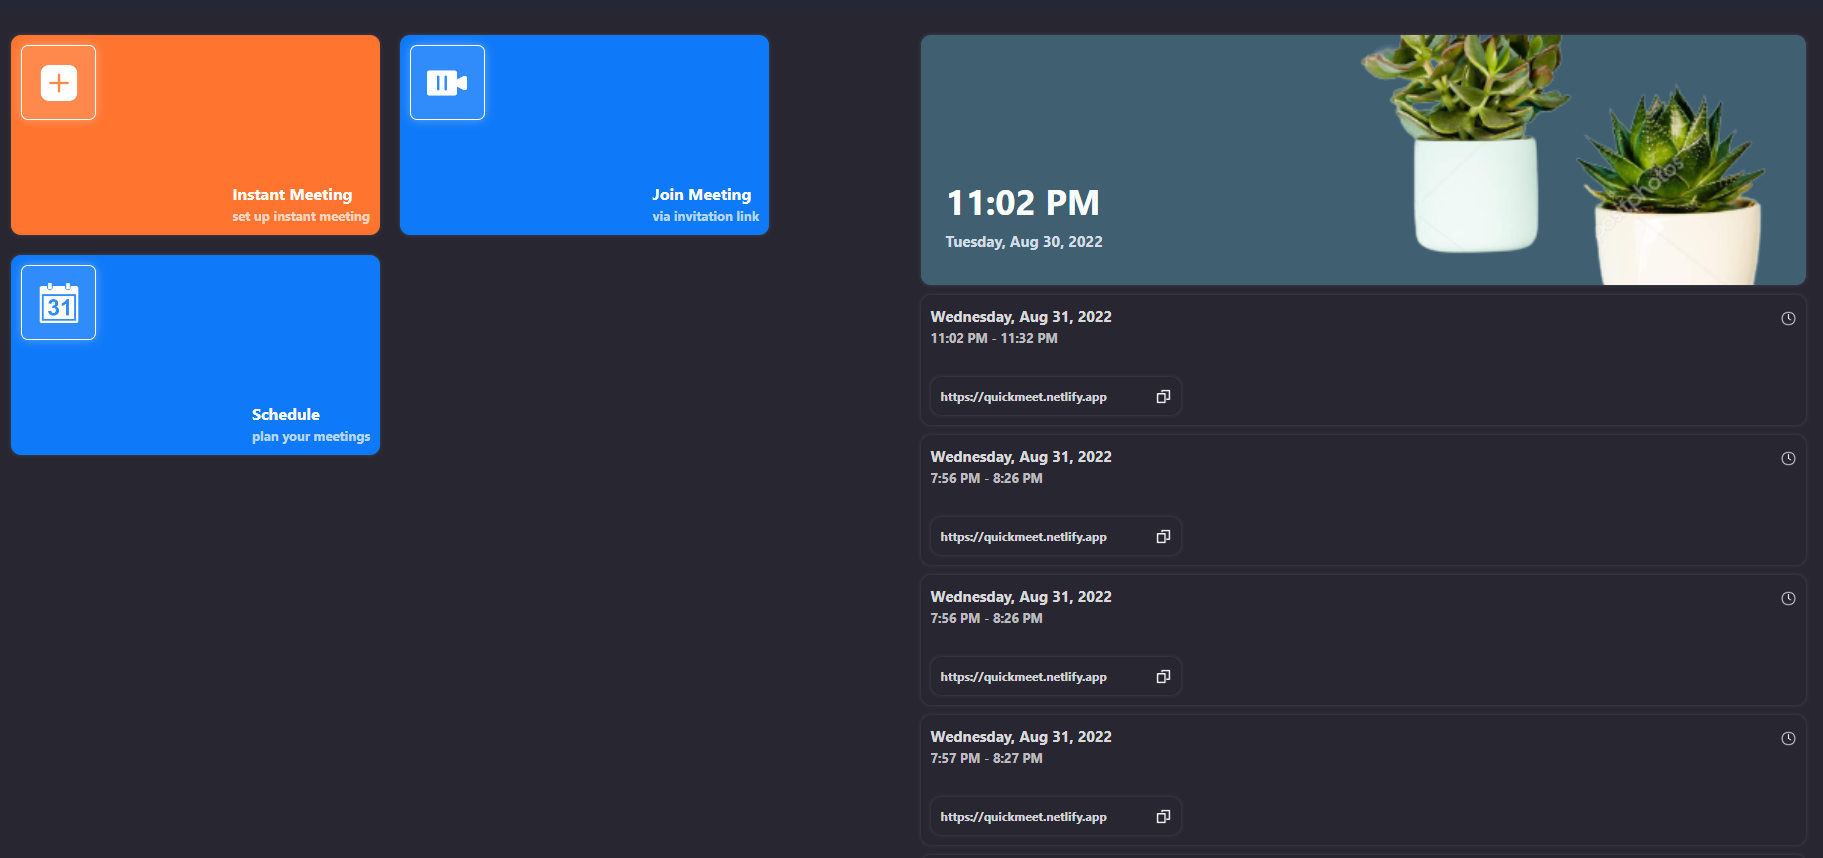 Instant Meeting
set up instant meeting
Join Meeting
via invitation link
31
Schedule
plan your meetings
11:02 PM
Tuesday, Aug 30, 2022
Wednesday, Aug 31, 2022
11:02 PM - 11:32 PM
https://quickmeet.netlify.app
Wednesday, Aug 31, 2022
7:56 PM - 8:26 PM
https://quickmeet.netlify.app
Wednesday, Aug 31, 2022
7:56 PM - 8:26 PM
https://quickmeet.netlify.app
Wednesday, Aug 31, 2022
7:57 PM - 8:27 PM
https://quickmeet.netlify.app